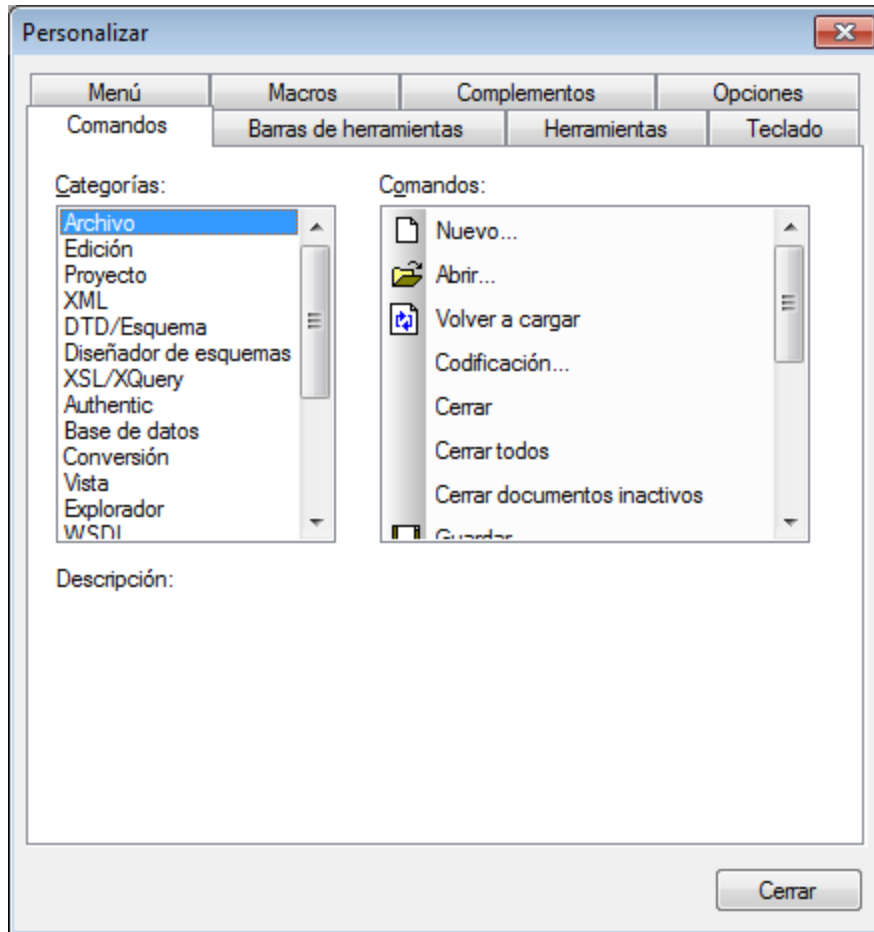 Personalizar
Menú Macros Complementos Opciones
Comandos Barras de herramientas Herramientas Teclado
Categorías: Comandos:
Archivo
Edición
Proyecto
XML
DTD/Esquema
Diseñador de esquemas
XSL/XQuery
Authentic
Base de datos
Conversión
Vista
Explorador
WSDL
Nuevo...
Abrir...
Volver a cargar
Codificación...
Cerrar
Cerrar todos
Cerrar documentos inactivos
Guardar
Descripción:
Cerrar